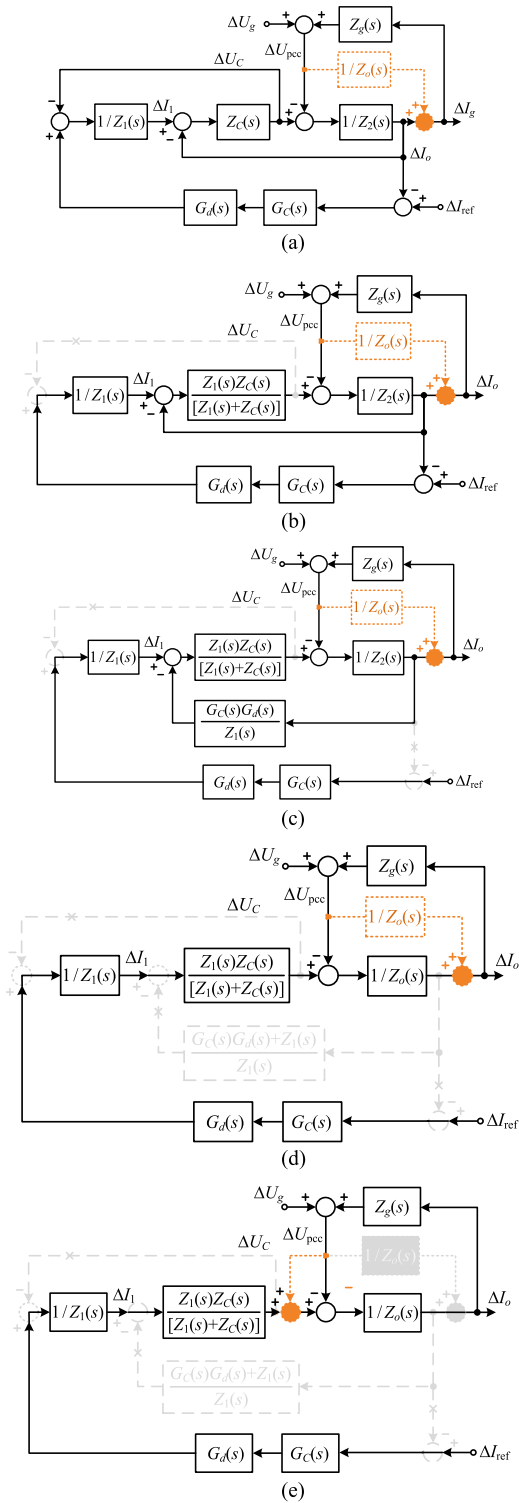 ΔU_g + + Z_g(s)
ΔU_pcc
ΔU_C 1/Z_o(s)
− ΔI_1 − + + ΔI_g
1/Z_1(s) Z_C(s) + 1/Z_2(s)
+ + − ΔI_o
G_d(s) G_C(s) − + ΔI_ref
(a)
ΔU_g + + Z_g(s)
ΔU_pcc
ΔU_C 1/Z_o(s)
− ΔI_1 Z_1(s)Z_C(s) − + + ΔI_o
+ 1/Z_1(s) + − [Z_1(s)+Z_C(s)] + 1/Z_2(s)
G_d(s) G_C(s) − + ΔI_ref
(b)
ΔU_g + + Z_g(s)
ΔU_pcc
ΔU_C 1/Z_o(s)
− ΔI_1 Z_1(s)Z_C(s) − + + ΔI_o
+ 1/Z_1(s) + − [Z_1(s)+Z_C(s)] + 1/Z_2(s)
G_C(s)G_d(s)
Z_1(s)
G_d(s) G_C(s) − + ΔI_ref
(c)
ΔU_g + + Z_g(s)
ΔU_pcc
ΔU_C 1/Z_o(s)
− ΔI_1 Z_1(s)Z_C(s) − + + ΔI_o
+ 1/Z_1(s) + − [Z_1(s)+Z_C(s)] + 1/Z_o(s)
G_C(s)G_d(s)+Z_1(s)
Z_1(s)
G_d(s) G_C(s) − + ΔI_ref
(d)
ΔU_g + + Z_g(s)
ΔU_pcc
ΔU_C 1/Z_o(s)
− ΔI_1 Z_1(s)Z_C(s) + − − + + ΔI_o
+ 1/Z_1(s) + − [Z_1(s)+Z_C(s)] + + 1/Z_o(s)
G_C(s)G_d(s)+Z_1(s)
Z_1(s)
G_d(s) G_C(s) − + ΔI_ref
(e)